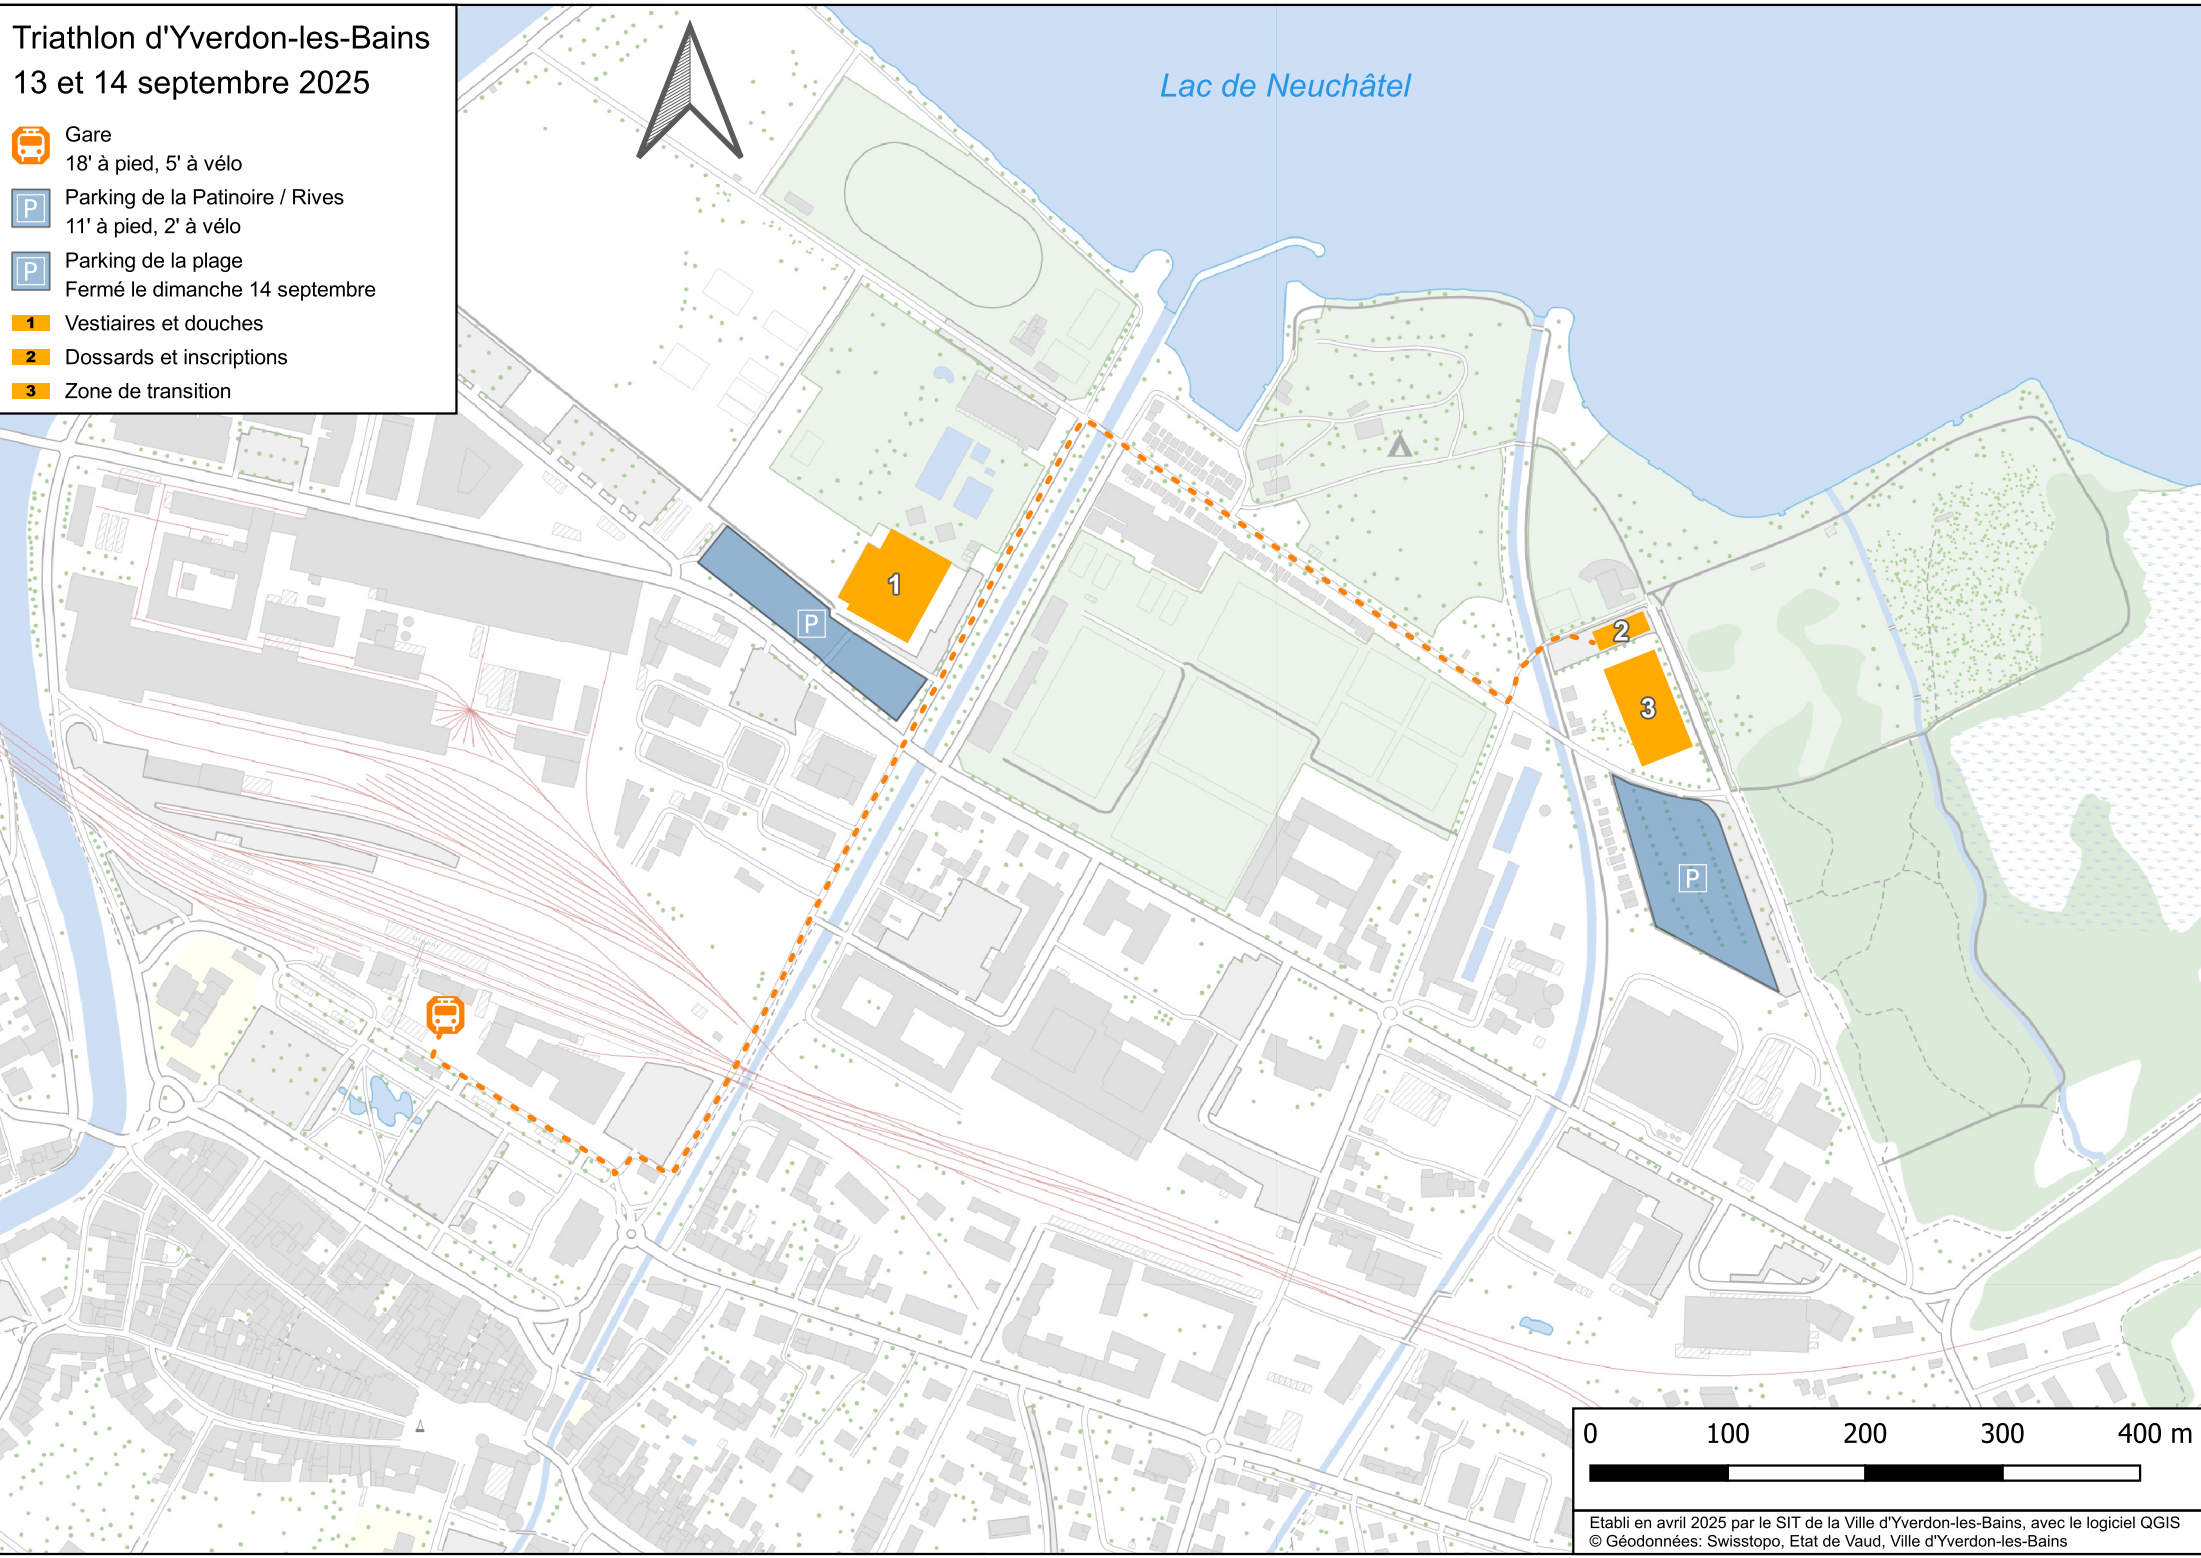 Triathlon d'Yverdon-les-Bains
13 et 14 septembre 2025
Gare
18' à pied, 5' à vélo
P
Parking de la Patinoire / Rives
11' à pied, 2' à vélo
P
Parking de la plage
Fermé le dimanche 14 septembre
1 Vestiaires et douches
2 Dossards et inscriptions
3 Zone de transition
Lac de Neuchâtel
1
P
2
3
P
0 100 200 300 400 m
Etabli en avril 2025 par le SIT de la Ville d'Yverdon-les-Bains, avec le logiciel QGIS
© Géodonnées: Swisstopo, Etat de Vaud, Ville d'Yverdon-les-Bains